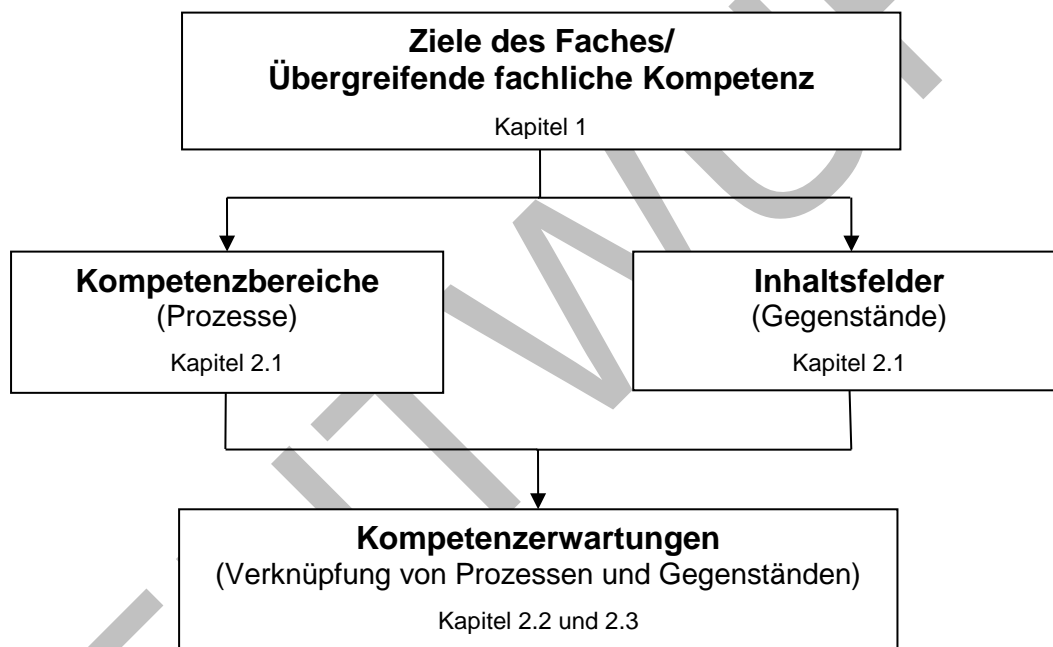 Ziele des Faches/
Übergreifende fachliche Kompetenz
Kapitel 1
Kompetenzbereiche
(Prozesse)
Kapitel 2.1
Inhaltsfelder
(Gegenstände)
Kapitel 2.1
Kompetenzerwartungen
(Verknüpfung von Prozessen und Gegenständen)
Kapitel 2.2 und 2.3